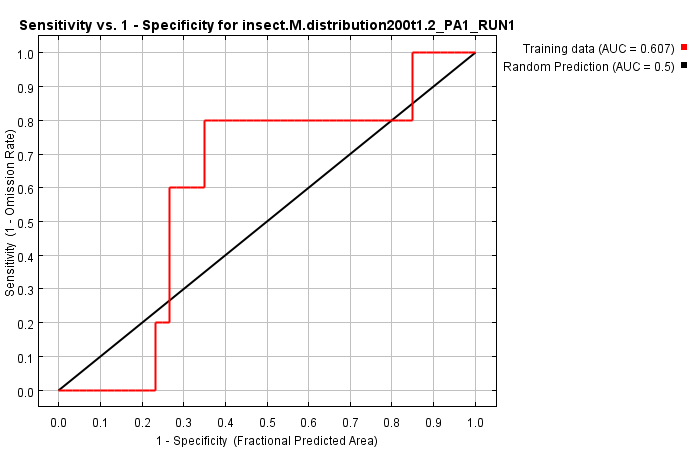 Sensitivity vs. 1 - Specificity for insect.M.distribution200t1.2_PA1_RUN1
Training data (AUC = 0.607)
Random Prediction (AUC = 0.5)
Sensitivity (1 - Omission Rate)
1.0
0.9
0.8
0.7
0.6
0.5
0.4
0.3
0.2
0.1
0.0
0.0 0.1 0.2 0.3 0.4 0.5 0.6 0.7 0.8 0.9 1.0
1 - Specificity (Fractional Predicted Area)